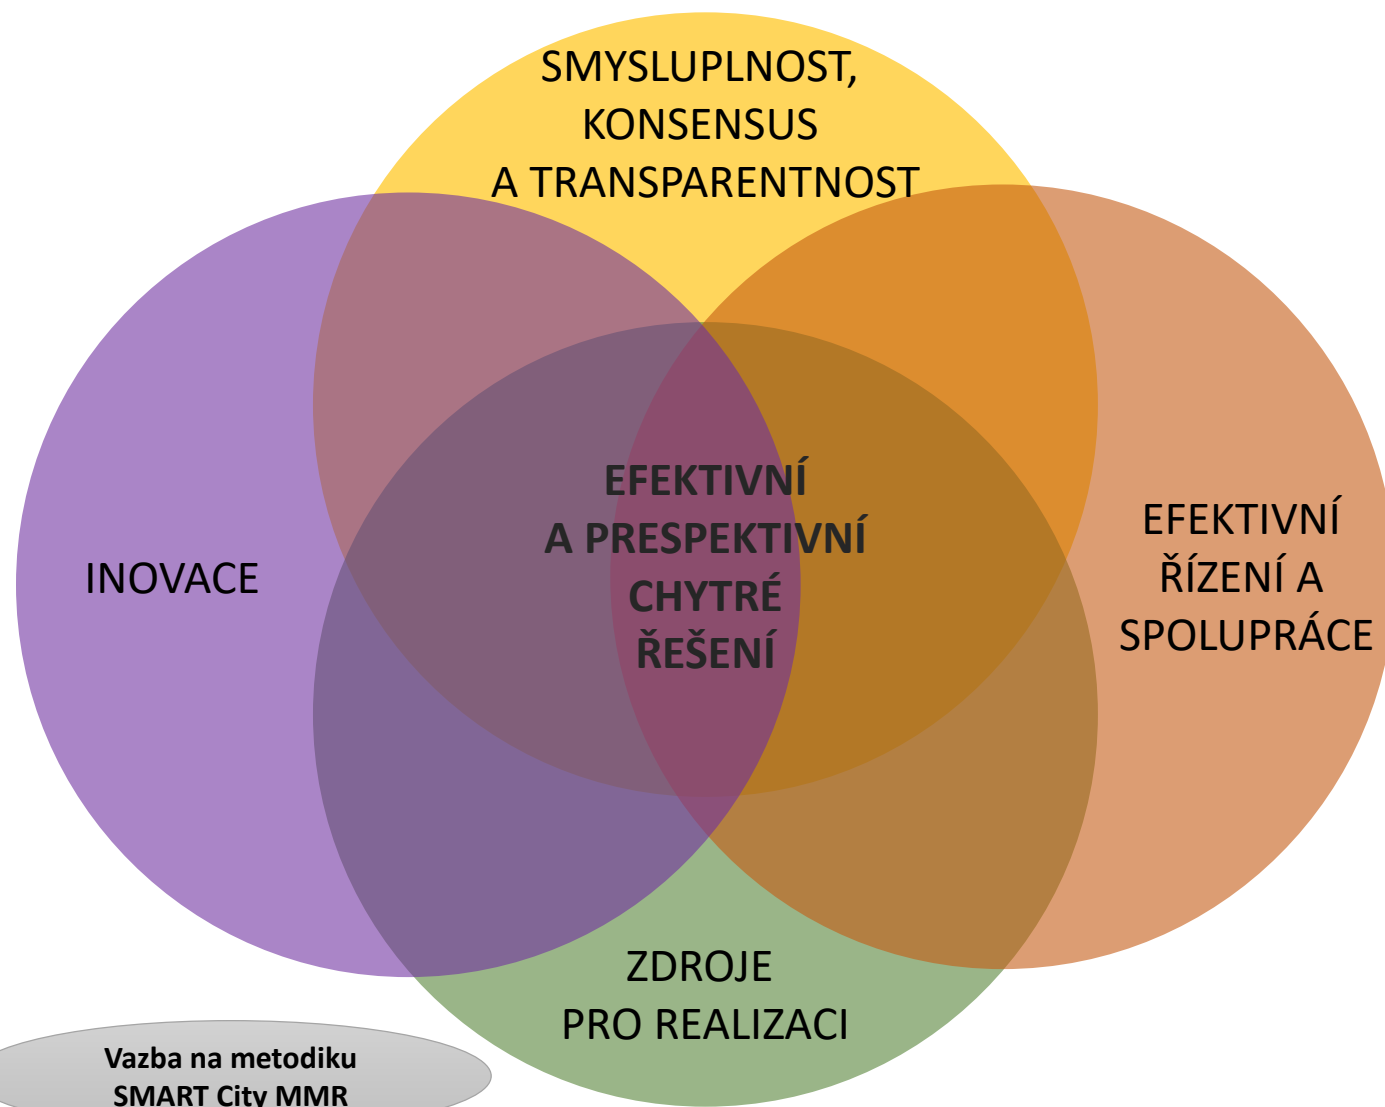 SMYSLUPLNOST,
KONSENSUS
A TRANSPARENTNOST
INOVACE
EFEKTIVNÍ
A PRESPEKTIVNÍ
CHYTRÉ
ŘEŠENÍ
EFEKTIVNÍ
ŘÍZENÍ A
SPOLUPRÁCE
ZDROJE
PRO REALIZACI
Vazba na metodiku
SMART City MMR